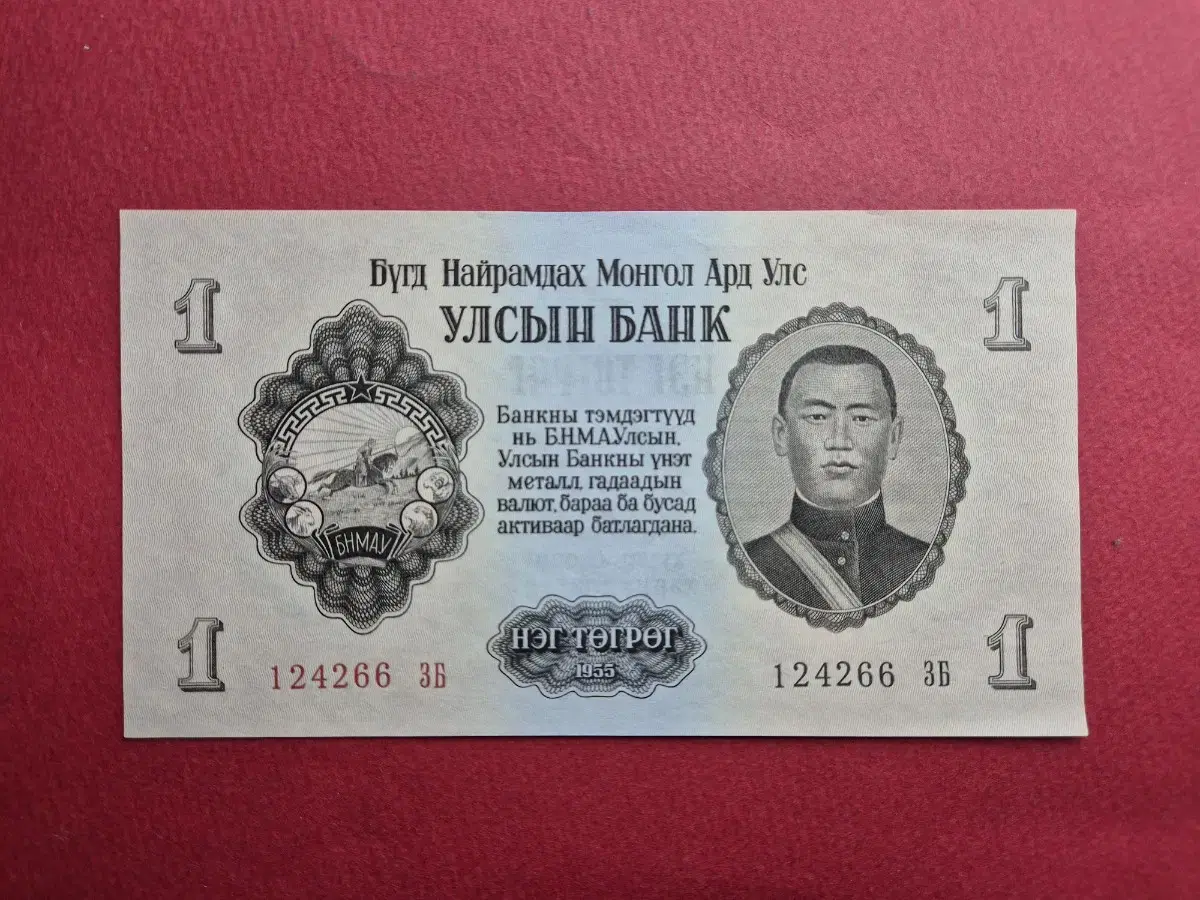 Бүгд Найрамдах Монгол Ард Улс
УЛСЫН БАНК
1
1
Банкны тэмдэгтүүд
нь Б.Н.М.А.Улсын,
Улсын Банкны үнэт
металл, гадаадын
валют, бараа ба бусад
активаар батлагдана.
БНМАУ
НЭГ ТӨГРӨГ
1955
1
124266 ЗБ
124266 ЗБ
1